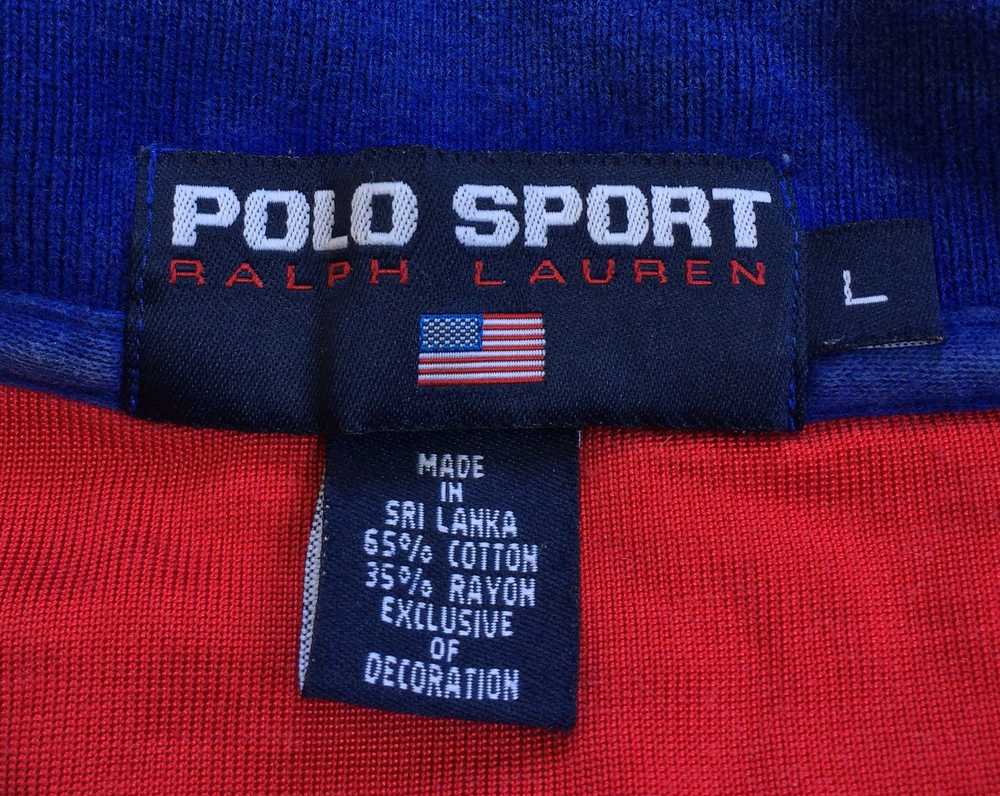 POLO SPORT
RALPH LAUREN
L
MADE
IN
SRI LANKA
65% COTTON
35% RAYON
EXCLUSIVE
OF
DECORATION